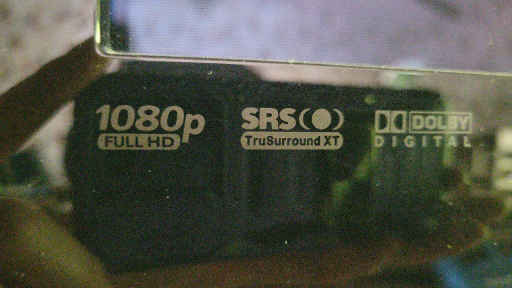 1080p
FULL HD
SRS
TruSurround XT
DOLBY
DIGITAL